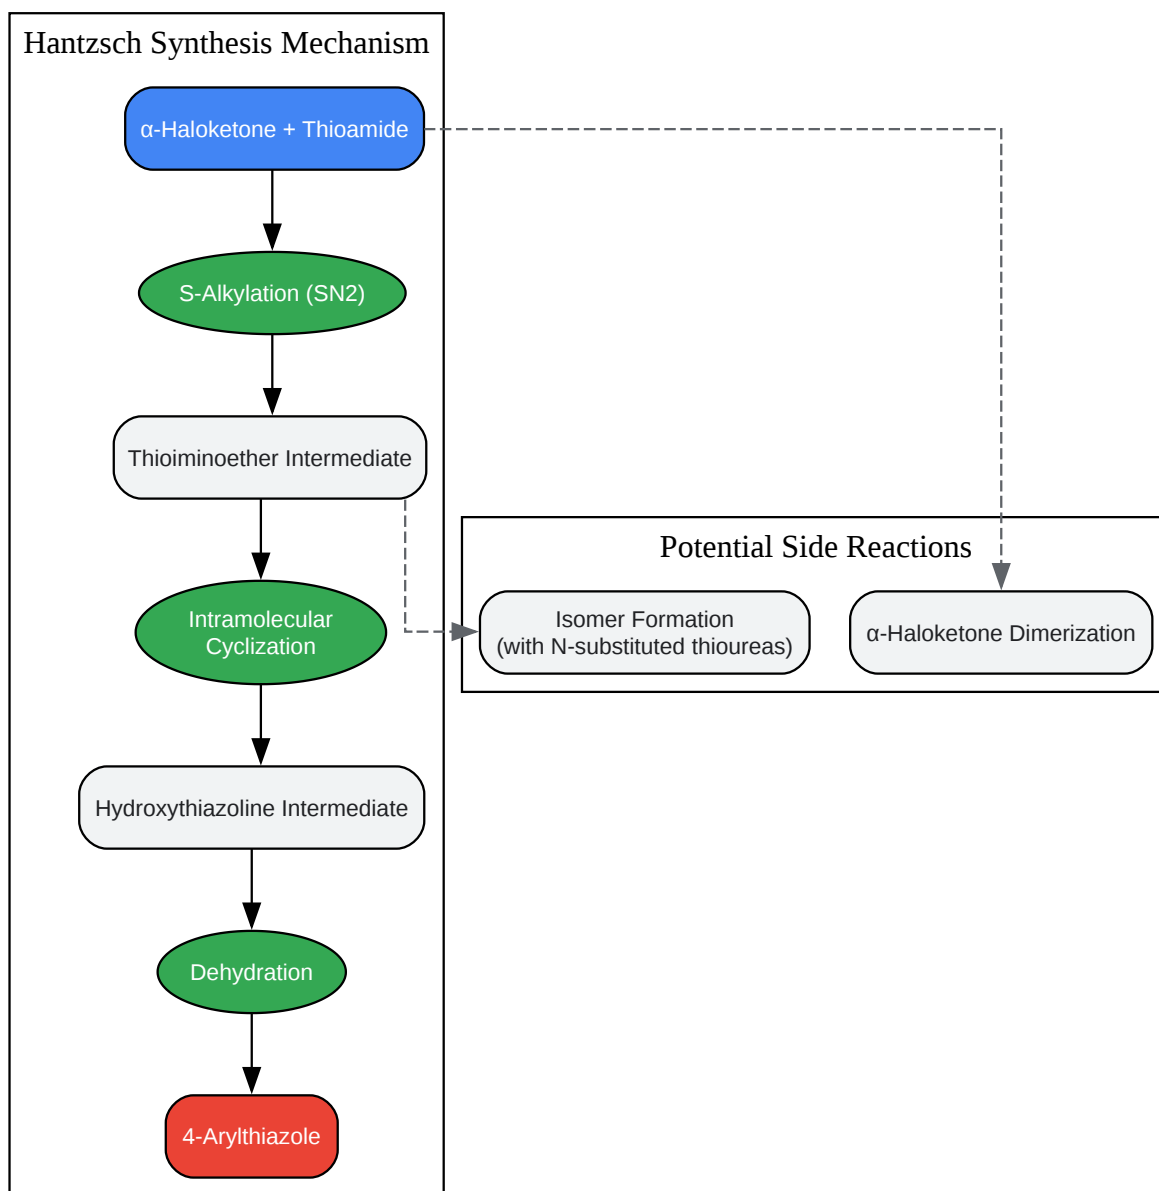 Hantzsch Synthesis Mechanism
α-Haloketone + Thioamide
S-Alkylation (SN2)
Thioiminoether Intermediate
Intramolecular
Cyclization
Hydroxythiazoline Intermediate
Dehydration
4-Arylthiazole
Potential Side Reactions
Isomer Formation
(with N-substituted thioureas)
α-Haloketone Dimerization